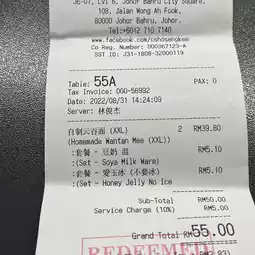 J6-07, LVl 6, Johor Bahru City Square,
108, Jalan Wong Ah Fook,
80000 Johor Bahru, Johor.
Tel:+6012 710 7140
www.facebook.com/oshosengkee
Co Reg. Number: 000367123-A
SST ID: J31-1808-32000119
Table: 55A PAX: 0
Tax Invoice: 000-56992
Date: 2022/08/31 14:24:09
Server: 林俊杰
自制云吞面 (XXL) 2 RM39.80
(Homemade Wantan Mee (XXL))
:套餐 - 豆奶 温 RM5.10
:(Set - Soya Milk Warm)
:套餐 - 爱玉冰 (不要冰) RM5.10
:(Set - Honey Jelly No Ice
Sub-Total RM50.00
Service Charge (10%) RM5.00
Grand Total RM55.00
REDEEMED